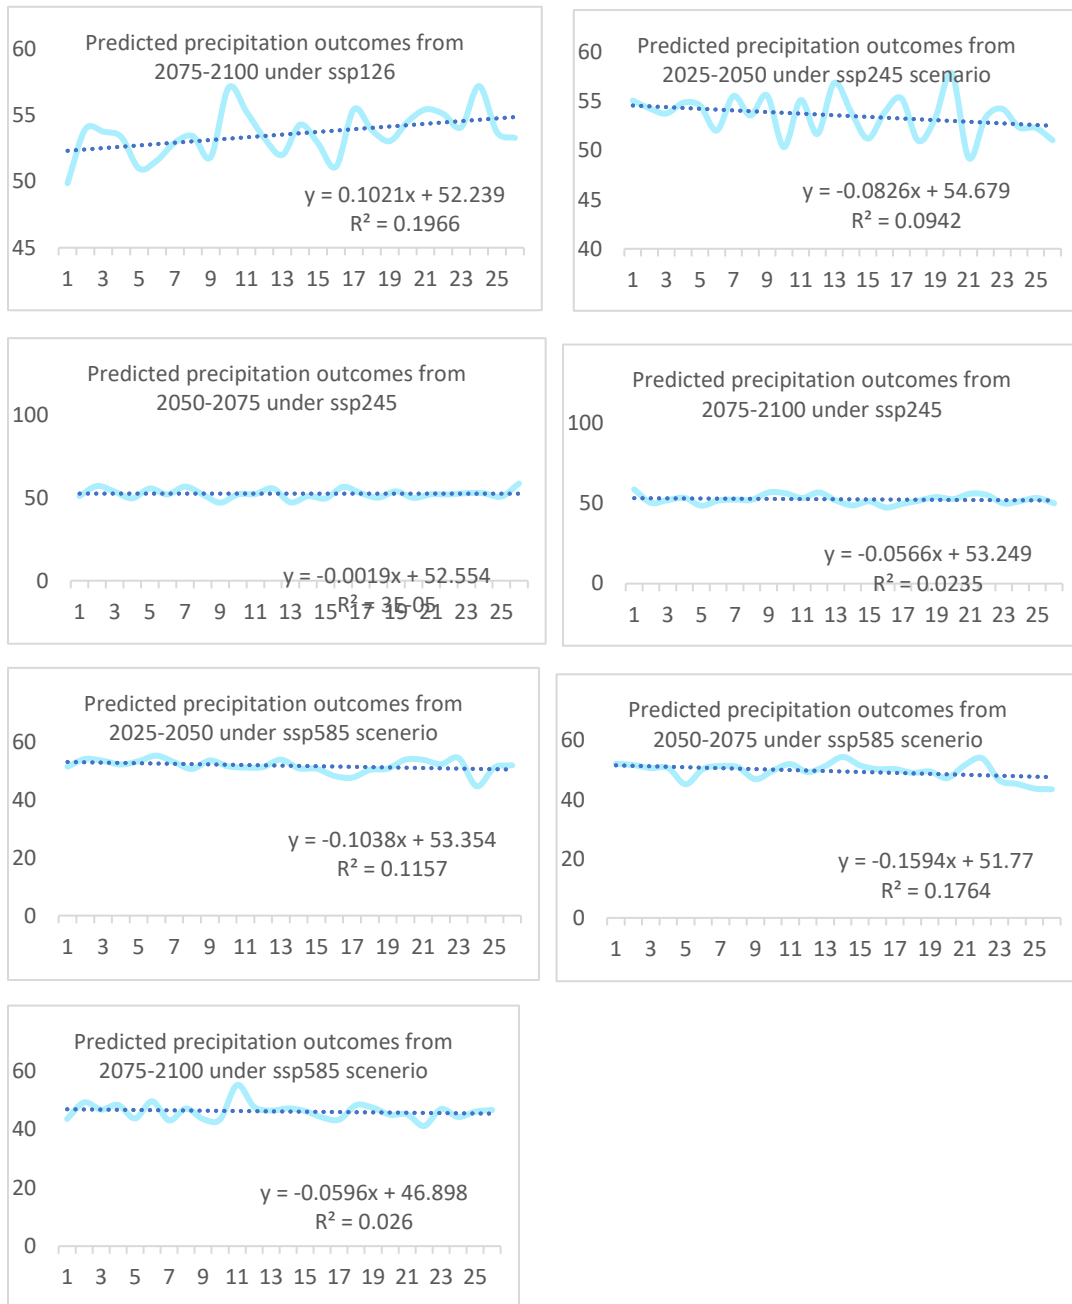 Predicted precipitation outcomes from
2075-2100 under ssp126
60
55
50
45
y = 0.1021x + 52.239
R² = 0.1966
1 3 5 7 9 11 13 15 17 19 21 23 25
Predicted precipitation outcomes from
2025-2050 under ssp245 scenario
60
55
50
45
40
y = -0.0826x + 54.679
R² = 0.0942
1 3 5 7 9 11 13 15 17 19 21 23 25
Predicted precipitation outcomes from
2050-2075 under ssp245
100
50
0
y = -0.0019x + 52.554
R² = 3E-05
1 3 5 7 9 11 13 15 17 19 21 23 25
Predicted precipitation outcomes from
2075-2100 under ssp245
100
50
0
y = -0.0566x + 53.249
R² = 0.0235
1 3 5 7 9 11 13 15 17 19 21 23 25
Predicted precipitation outcomes from
2025-2050 under ssp585 scenerio
60
40
20
0
y = -0.1038x + 53.354
R² = 0.1157
1 3 5 7 9 11 13 15 17 19 21 23 25
Predicted precipitation outcomes from
2050-2075 under ssp585 scenerio
60
40
20
0
y = -0.1594x + 51.77
R² = 0.1764
1 3 5 7 9 11 13 15 17 19 21 23 25
Predicted precipitation outcomes from
2075-2100 under ssp585 scenerio
60
40
20
0
y = -0.0596x + 46.898
R² = 0.026
1 3 5 7 9 11 13 15 17 19 21 23 25